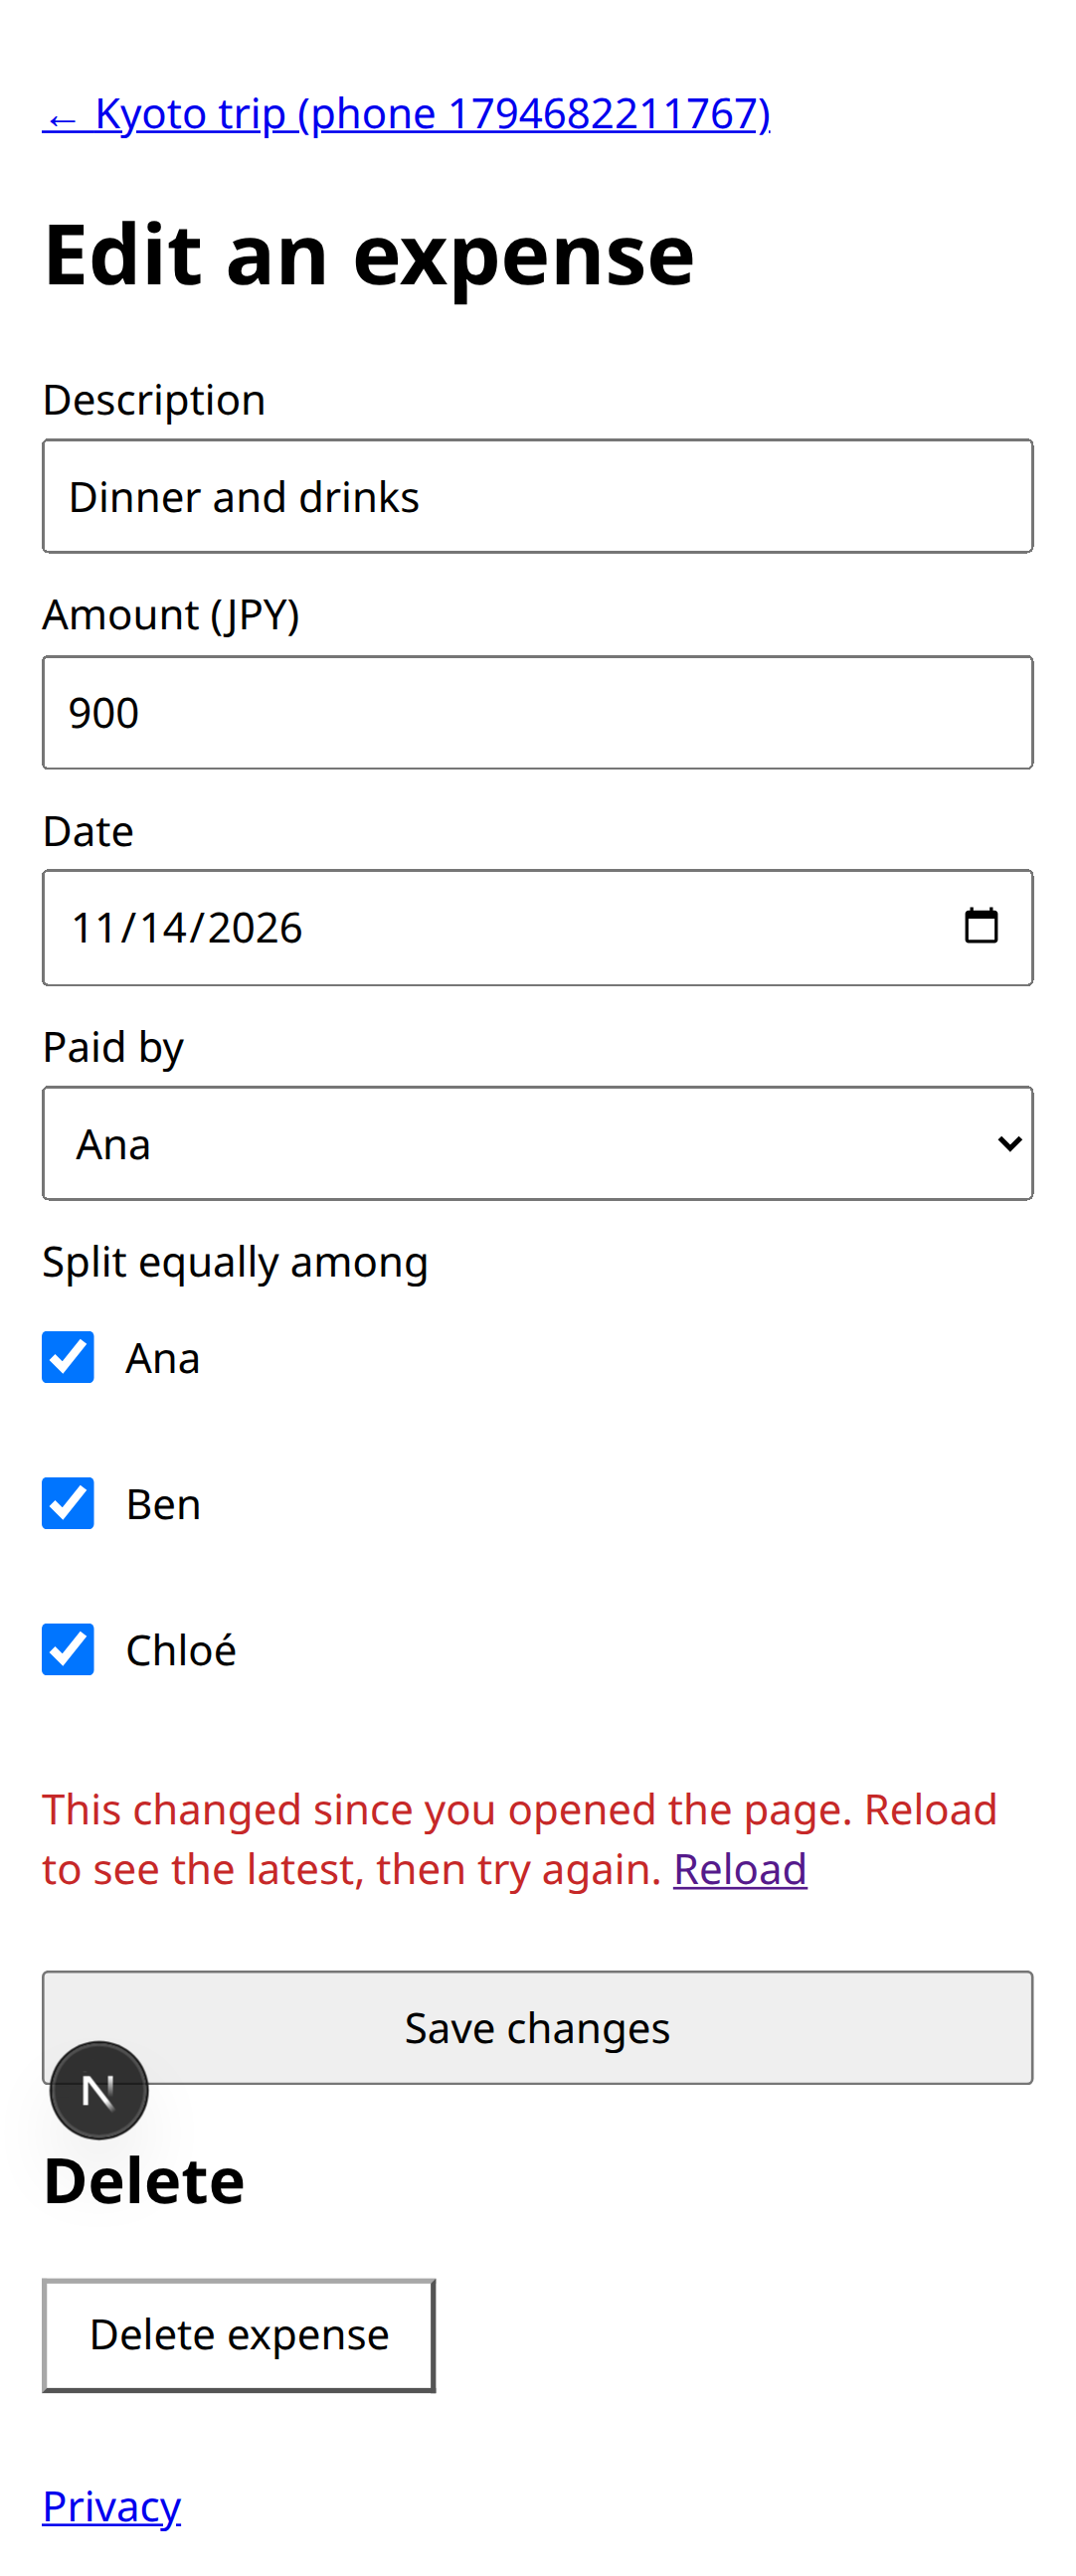 ← Kyoto trip (phone 1794682211767)
Edit an expense
Description
Dinner and drinks
Amount (JPY)
900
Date
11/14/2026
Paid by
Ana
Split equally among
Ana
Ben
Chloé
This changed since you opened the page. Reload
to see the latest, then try again. Reload
Save changes
N
Delete
Delete expense
Privacy